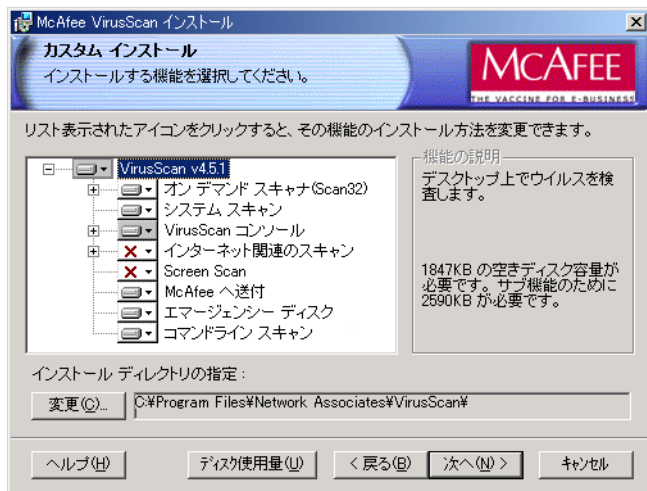 McAfee VirusScan インストール
カスタム インストール
インストールする機能を選択してください。
McAFEE
THE VACCINE FOR E-BUSINESS
リスト表示されたアイコンをクリックすると、その機能のインストール方法を変更できます。
VirusScan v4.5.1
オン デマンド スキャナ(Scan32)
システム スキャン
VirusScan コンソール
インターネット関連のスキャン
Screen Scan
McAfee へ送付
エマージェンシー ディスク
コマンドライン スキャン
機能の説明
デスクトップ上でウイルスを検
査します。
1847KB の空きディスク容量が
必要です。サブ機能のために
2590KB が必要です。
インストール ディレクトリの指定 :
変更(C)...
C:¥Program Files¥Network Associates¥VirusScan¥
ヘルプ(H)
ディスク使用量(U)
< 戻る(B)
次へ(N) >
キャンセル